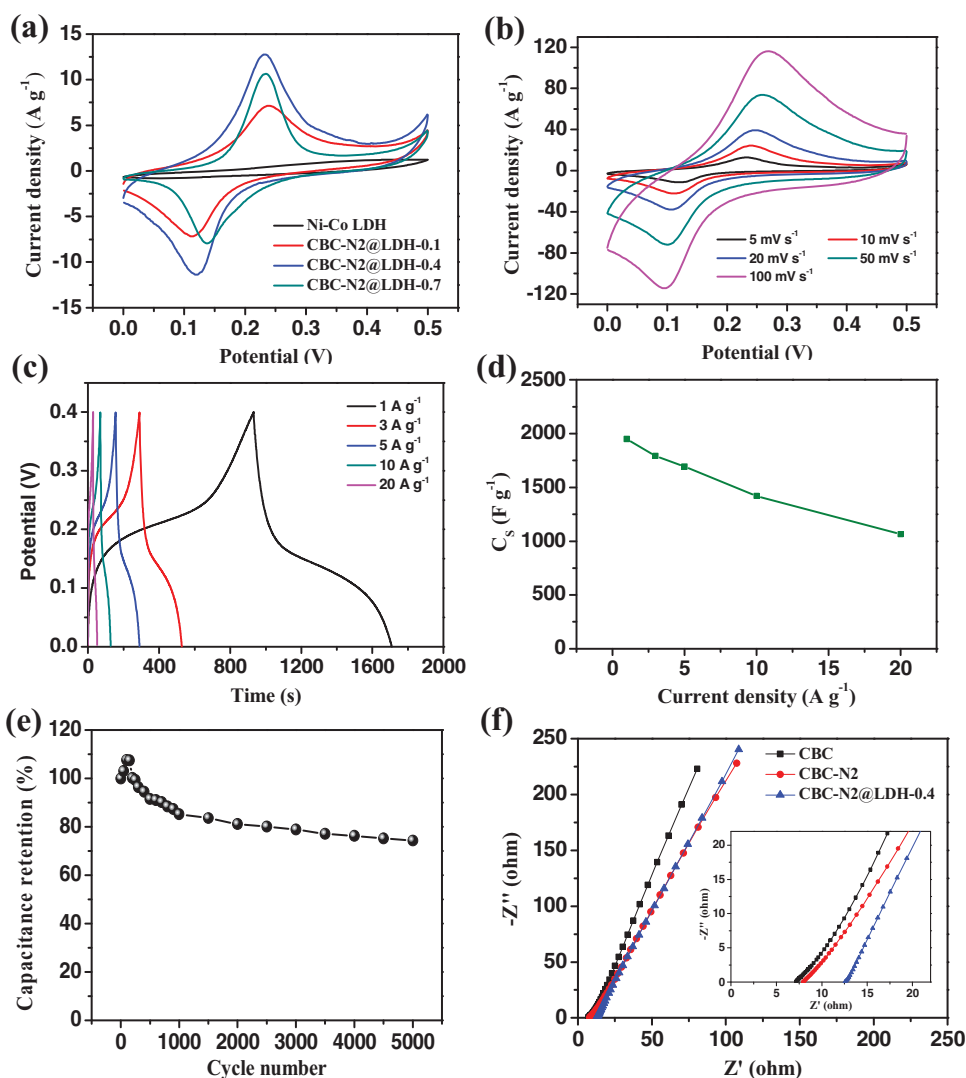 (a)
15
10
5
0
-5
-10
-15
Current density (A g⁻¹)
Ni-Co LDH
CBC-N2@LDH-0.1
CBC-N2@LDH-0.4
CBC-N2@LDH-0.7
0.0 0.1 0.2 0.3 0.4 0.5
Potential (V)
(b)
120
80
40
0
-40
-80
-120
Current density (A g⁻¹)
5 mV s⁻¹ 10 mV s⁻¹
20 mV s⁻¹ 50 mV s⁻¹
100 mV s⁻¹
0.0 0.1 0.2 0.3 0.4 0.5
Potential (V)
(c)
0.4
0.3
0.2
0.1
0.0
Potential (V)
1 A g⁻¹
3 A g⁻¹
5 A g⁻¹
10 A g⁻¹
20 A g⁻¹
0 400 800 1200 1600 2000
Time (s)
(d)
2500
2000
1500
1000
500
0
Cs (F g⁻¹)
0 5 10 15 20
Current density (A g⁻¹)
(e)
120
100
80
60
40
20
0
Capacitance retention (%)
0 1000 2000 3000 4000 5000
Cycle number
(f)
250
200
150
100
50
0
-Z'' (ohm)
CBC
CBC-N2
CBC-N2@LDH-0.4
20
15
10
5
0
-Z'' (ohm)
0 5 10 15 20
Z' (ohm)
0 50 100 150 200 250
Z' (ohm)